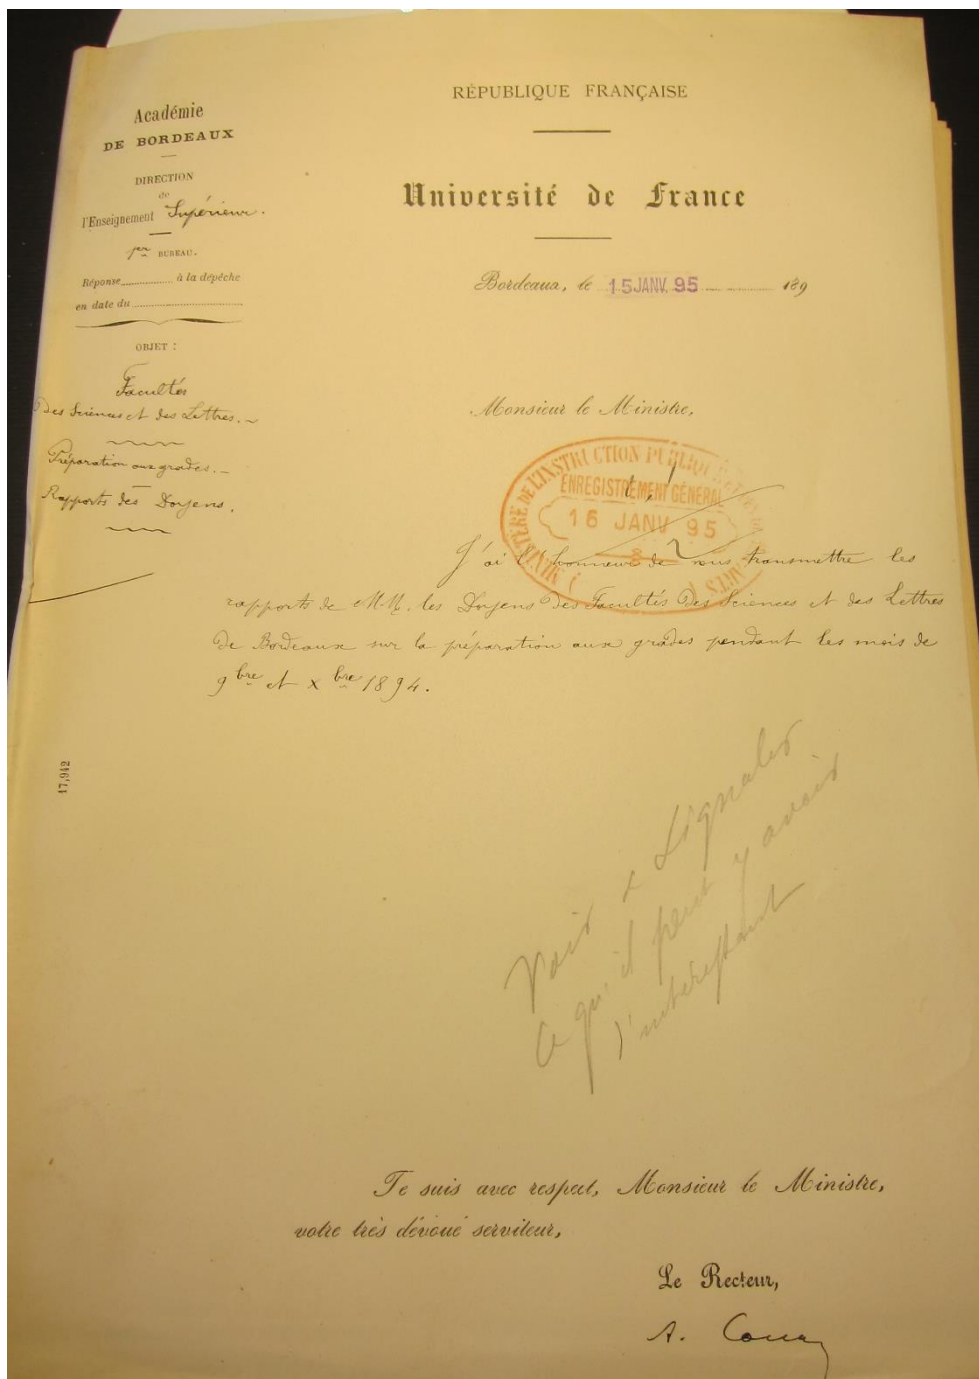 RÉPUBLIQUE FRANÇAISE
Université de France
Académie
DE BORDEAUX
DIRECTION
de
l'Enseignement Supérieur.
1er BUREAU.
Réponse à la dépêche
en date du
OBJET :
Facultés
des Sciences et des Lettres.
Préparation aux grades.
Rapports des Doyens.
17,942
Bordeaux, le 15 JANV. 95 189
Monsieur le Ministre,
MINISTÈRE DE L'INSTRUCTION PUBLIQUE
ENREGISTREMENT GÉNÉRAL
16 JANV 95
J'ai l'honneur de vous transmettre les
rapports de M.M. les Doyens des Facultés des Sciences et des Lettres
de Bordeaux sur la préparation aux grades pendant les mois de
9bre et Xbre 1894.
Voir & signaler
ce qu'il peut y avoir
d'intéressant
Je suis avec respect, Monsieur le Ministre,
votre très dévoué serviteur,
Le Recteur,
A. Couat